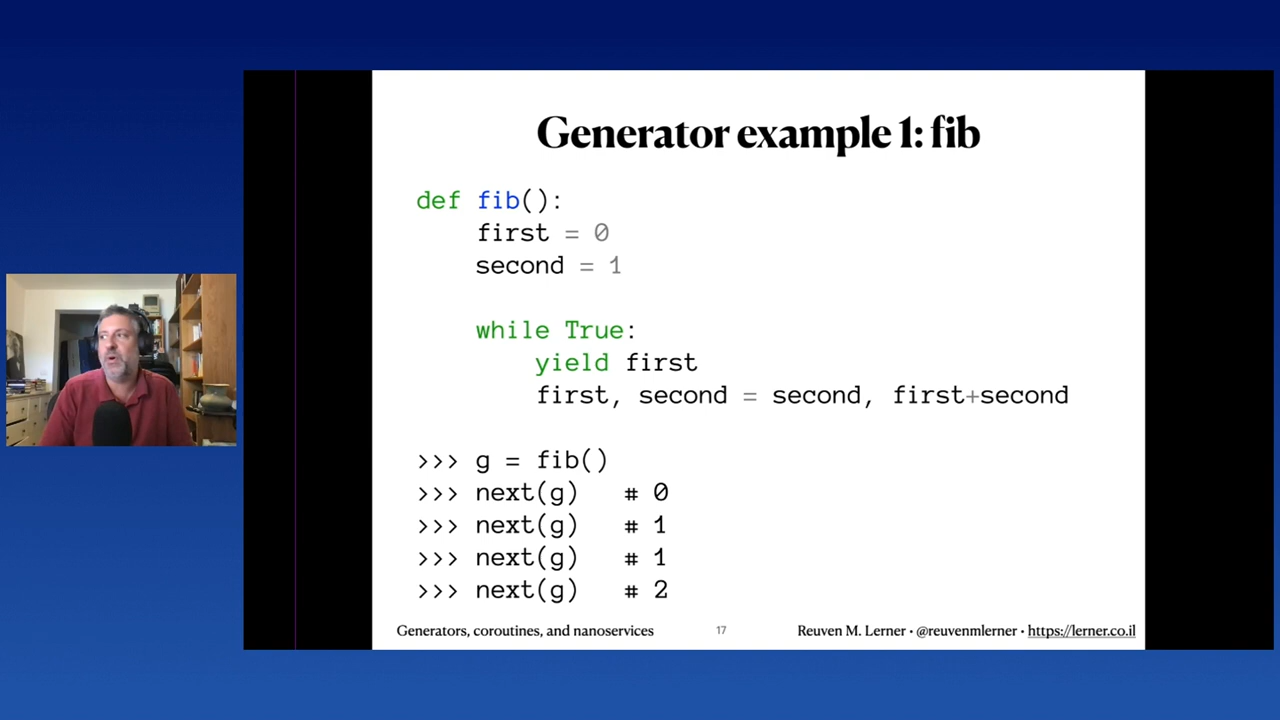 Generator example 1: fib
def fib():
    first = 0
    second = 1
    while True:
        yield first
        first, second = second, first+second
>>> g = fib()
>>> next(g)   # 0
>>> next(g)   # 1
>>> next(g)   # 1
>>> next(g)   # 2
Generators, coroutines, and nanoservices 17 Reuven M. Lerner • @reuvenmlerner • https://lerner.co.il